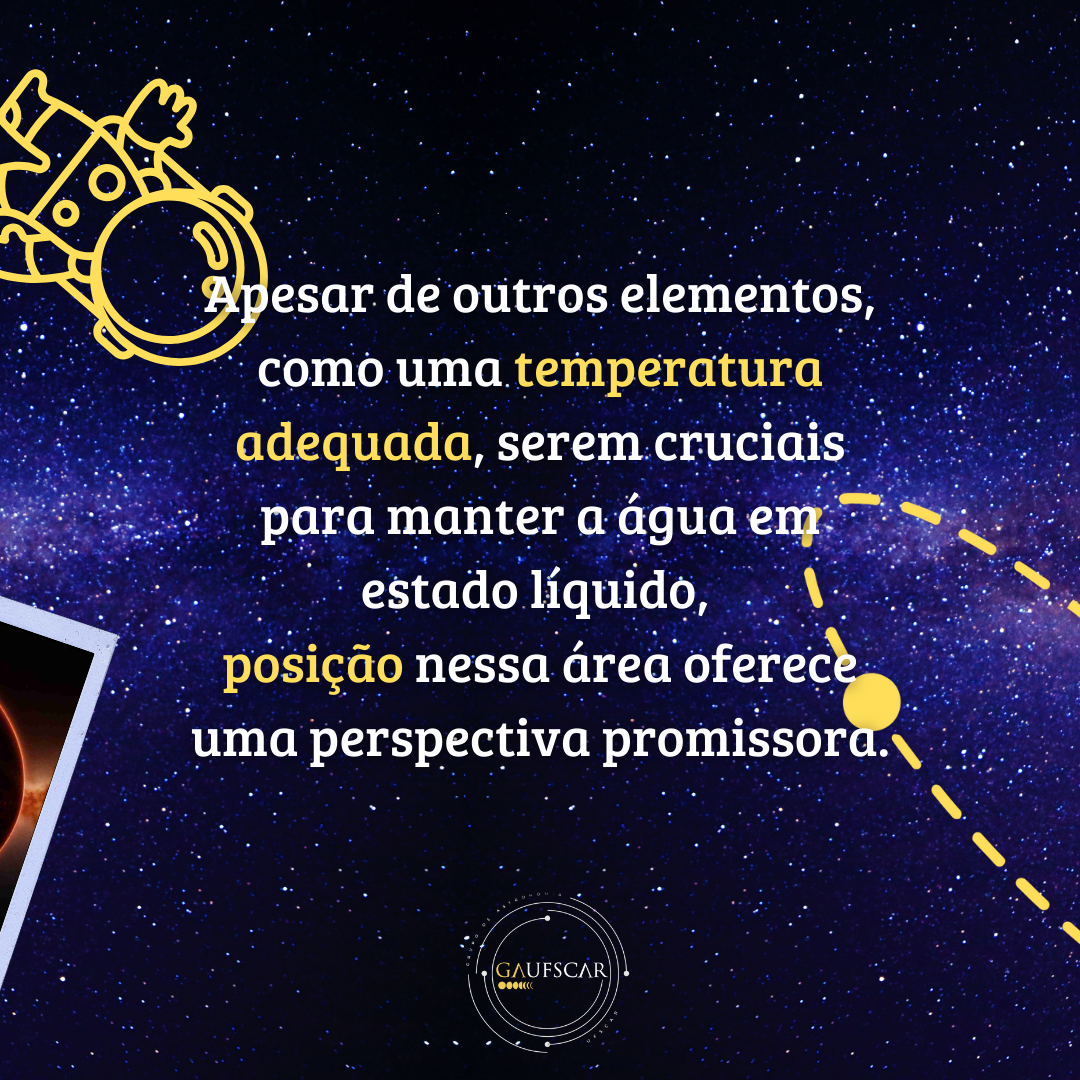 Apesar de outros elementos,
como uma temperatura
adequada, serem cruciais
para manter a água em
estado líquido,
posição nessa área oferece
uma perspectiva promissora.
GAUFSCAR
UFSCAR